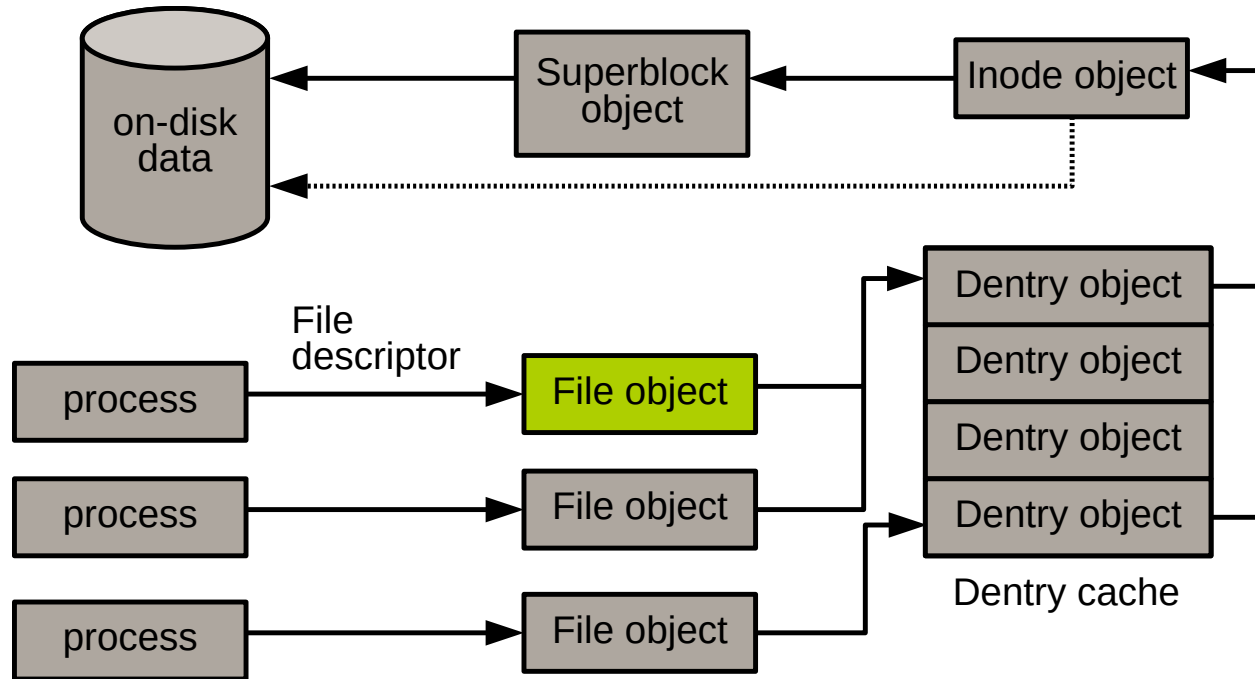 on-disk
data
Superblock
object
Inode object
File
descriptor
process
File object
process
File object
process
File object
Dentry object
Dentry object
Dentry object
Dentry object
Dentry cache